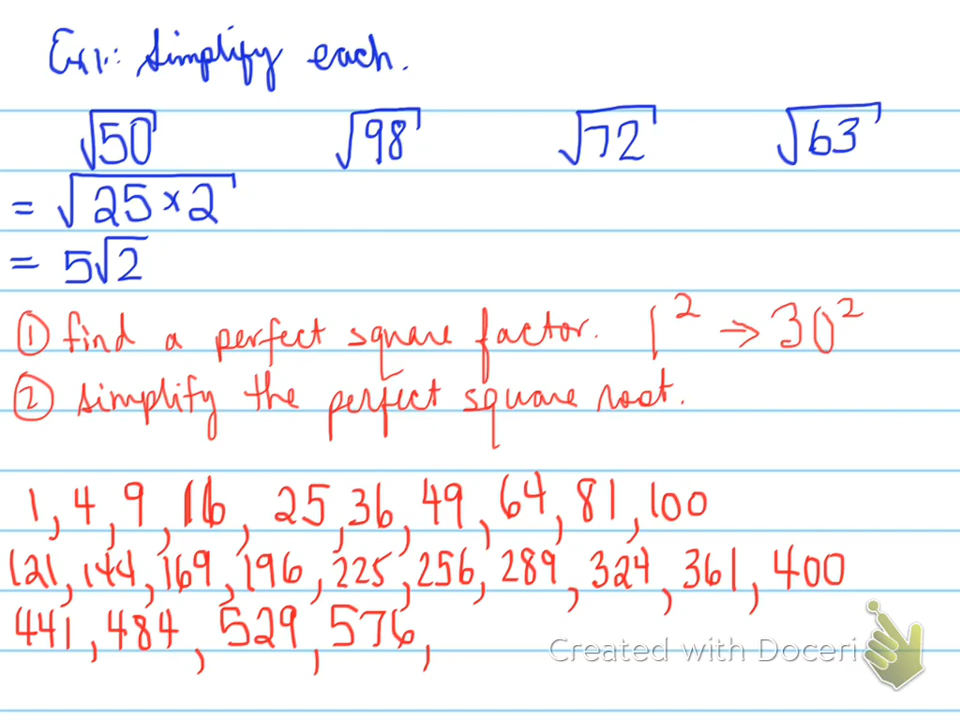 Ex1: Simplify each.
√50 √98 √72 √63
= √25 × 2
= 5√2
① find a perfect square factor. 1² → 30²
② simplify the perfect square root.
1, 4, 9, 16, 25, 36, 49, 64, 81, 100
121, 144, 169, 196, 225, 256, 289, 324, 361, 400
441, 484, 529, 576,
Created with Doceri